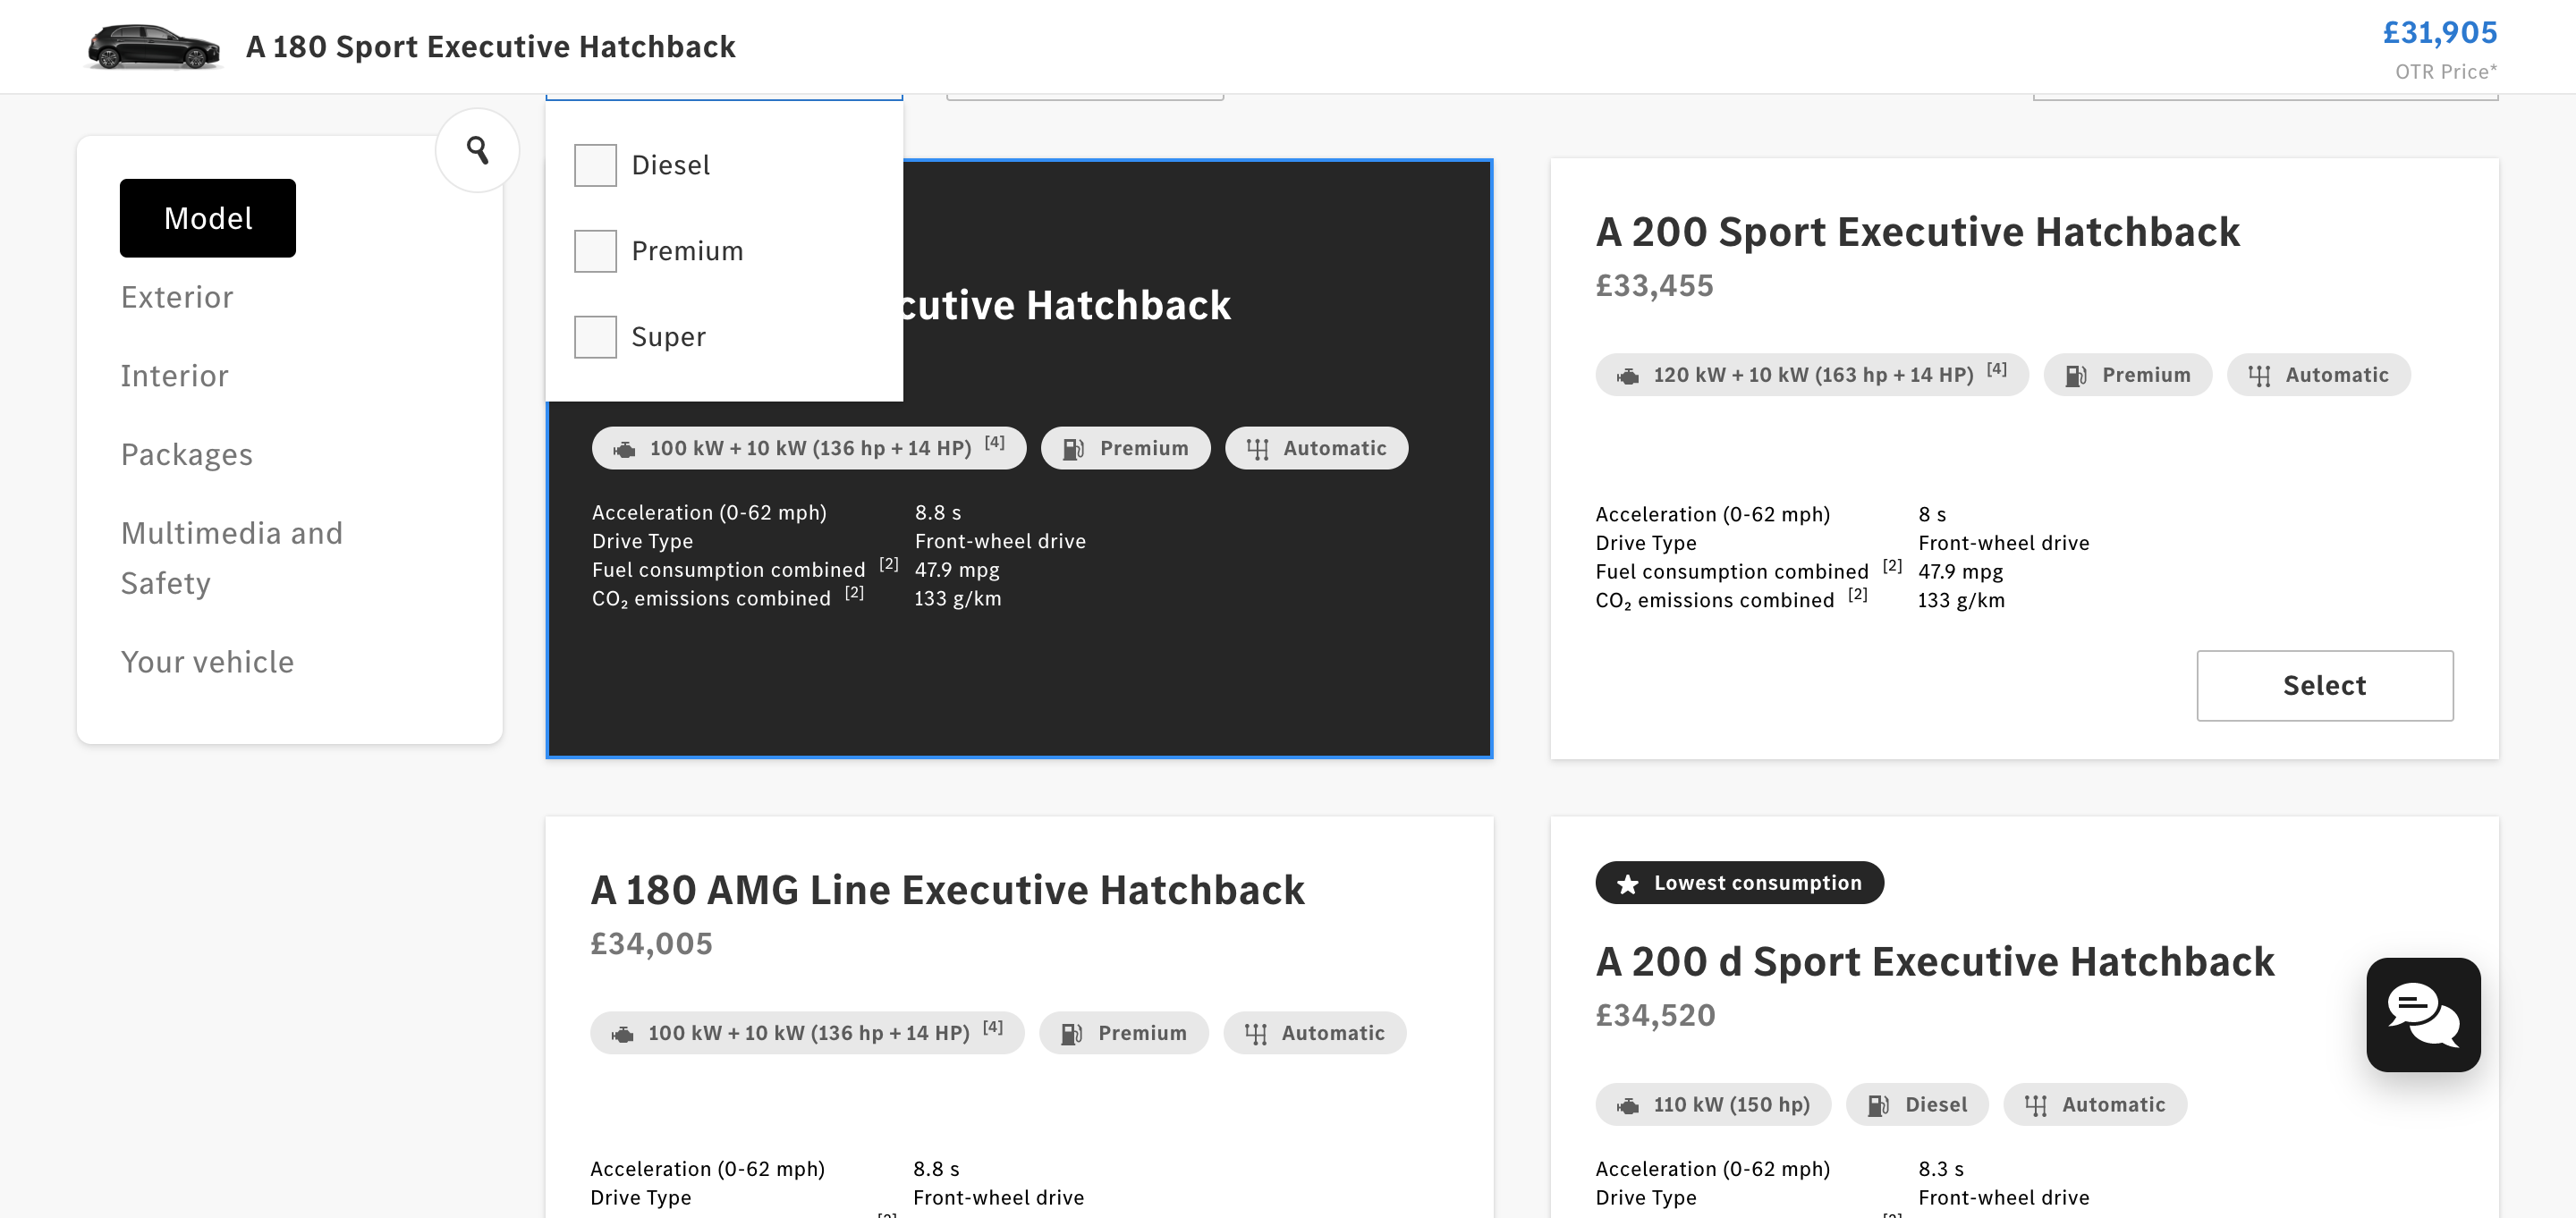 A 180 Sport Executive Hatchback
£31,905
OTR Price*
Model
Exterior
Interior
Packages
Multimedia and
Safety
Your vehicle
Diesel
Premium
Super
cutive Hatchback
100 kW + 10 kW (136 hp + 14 HP) [4]
Premium
Automatic
Acceleration (0-62 mph) 8.8 s
Drive Type Front-wheel drive
Fuel consumption combined [2] 47.9 mpg
CO₂ emissions combined [2] 133 g/km
A 200 Sport Executive Hatchback
£33,455
120 kW + 10 kW (163 hp + 14 HP) [4]
Premium
Automatic
Acceleration (0-62 mph) 8 s
Drive Type Front-wheel drive
Fuel consumption combined [2] 47.9 mpg
CO₂ emissions combined [2] 133 g/km
Select
A 180 AMG Line Executive Hatchback
£34,005
100 kW + 10 kW (136 hp + 14 HP) [4]
Premium
Automatic
Acceleration (0-62 mph) 8.8 s
Drive Type Front-wheel drive
Lowest consumption
A 200 d Sport Executive Hatchback
£34,520
110 kW (150 hp)
Diesel
Automatic
Acceleration (0-62 mph) 8.3 s
Drive Type Front-wheel drive